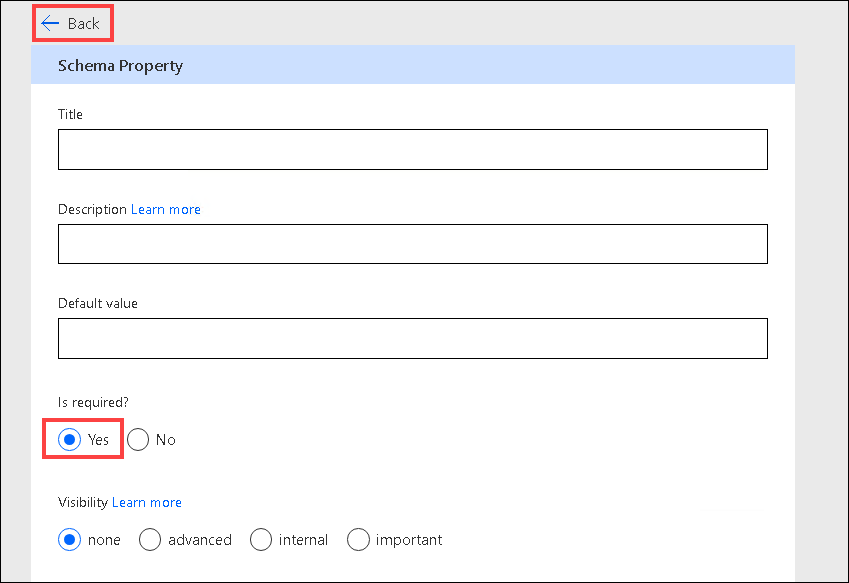 Back
Schema Property
Title
Description Learn more
Default value
Is required?
Yes No
Visibility Learn more
none advanced internal important